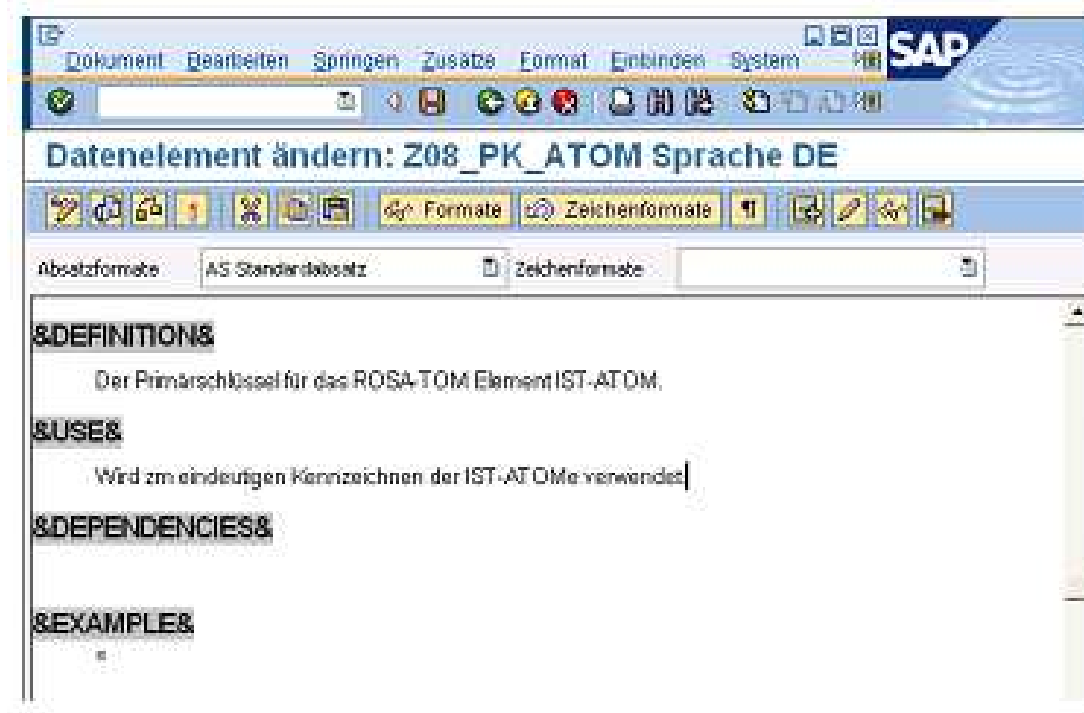 Dokument Bearbeiten Springen Zusätze Format Einbinden System
SAP
Datenelement ändern: Z08_PK_ATOM Sprache DE
Formate Zeichenformate
Absatzformate AS Standardabsatz Zeichenformate
&DEFINITION&
Der Primärschlüssel für das ROSA-TOM Element IST-ATOM.
&USE&
Wird zm eindeutigen Kennzeichnen der IST-ATOMe verwendet
&DEPENDENCIES&
&EXAMPLE&